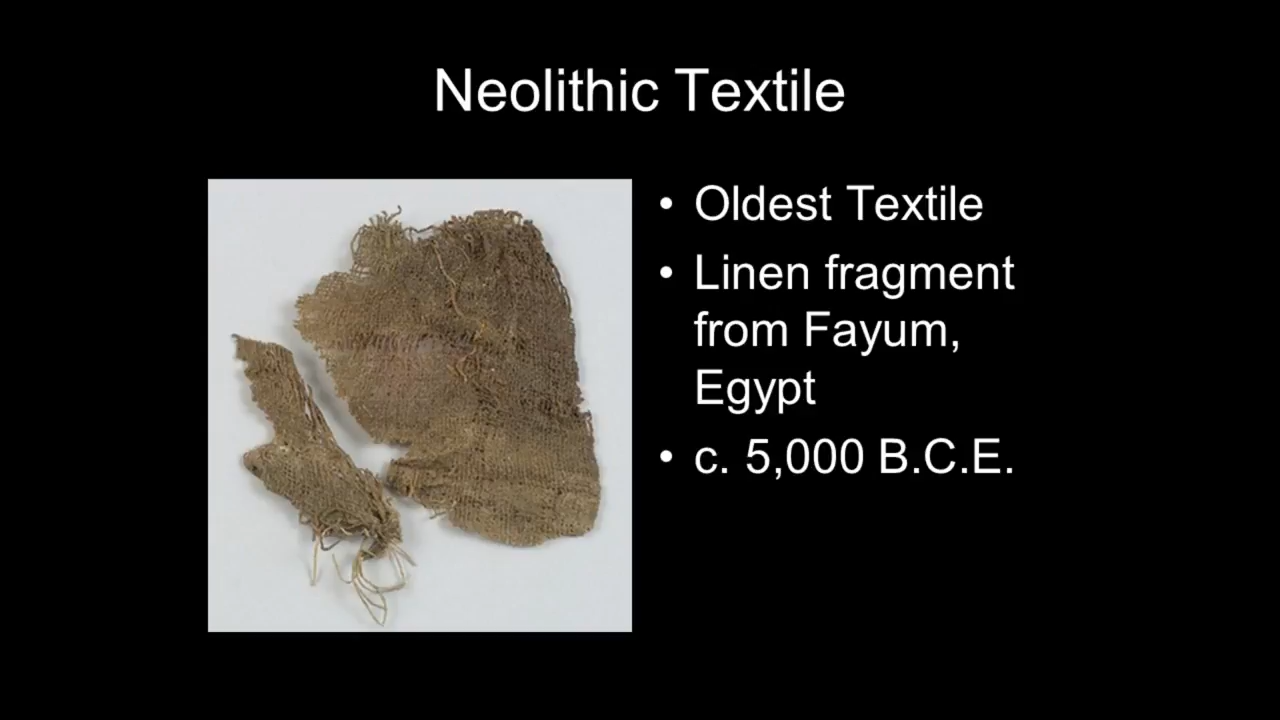 Neolithic Textile
• Oldest Textile
• Linen fragment
from Fayum,
Egypt
• c. 5,000 B.C.E.